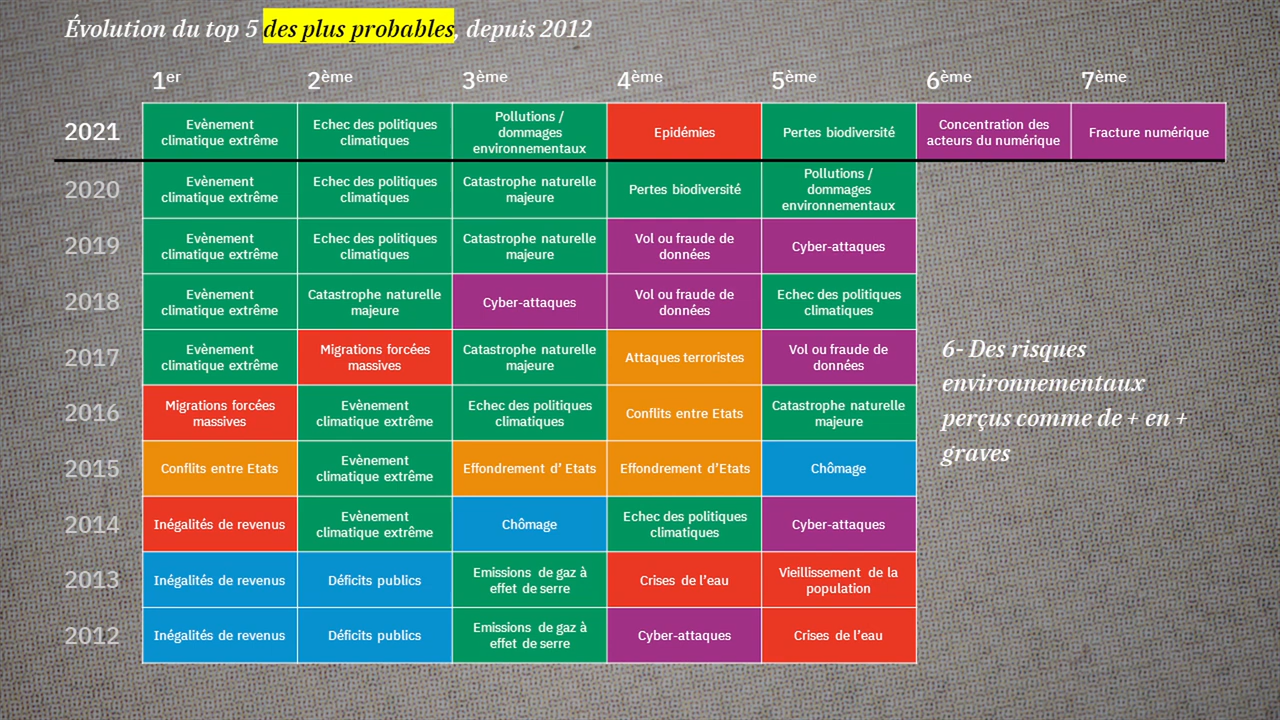 Évolution du top 5 des plus probables, depuis 2012
1er 2ème 3ème 4ème 5ème 6ème 7ème
2021
Evènement
climatique extrême
Echec des politiques
climatiques
Pollutions /
dommages
environnementaux
Epidémies
Pertes biodiversité
Concentration des
acteurs du numérique
Fracture numérique
2020
Evènement
climatique extrême
Echec des politiques
climatiques
Catastrophe naturelle
majeure
Pertes biodiversité
Pollutions /
dommages
environnementaux
2019
Evènement
climatique extrême
Echec des politiques
climatiques
Catastrophe naturelle
majeure
Vol ou fraude de
données
Cyber-attaques
2018
Evènement
climatique extrême
Catastrophe naturelle
majeure
Cyber-attaques
Vol ou fraude de
données
Echec des politiques
climatiques
2017
Evènement
climatique extrême
Migrations forcées
massives
Catastrophe naturelle
majeure
Attaques terroristes
Vol ou fraude de
données
2016
Migrations forcées
massives
Evènement
climatique extrême
Echec des politiques
climatiques
Conflits entre Etats
Catastrophe naturelle
majeure
2015
Conflits entre Etats
Evènement
climatique extrême
Effondrement d' Etats
Effondrement d'Etats
Chômage
2014
Inégalités de revenus
Evènement
climatique extrême
Chômage
Echec des politiques
climatiques
Cyber-attaques
2013
Inégalités de revenus
Déficits publics
Emissions de gaz à
effet de serre
Crises de l'eau
Vieillissement de la
population
2012
Inégalités de revenus
Déficits publics
Emissions de gaz à
effet de serre
Cyber-attaques
Crises de l'eau
6- Des risques
environnementaux
perçus comme de + en +
graves